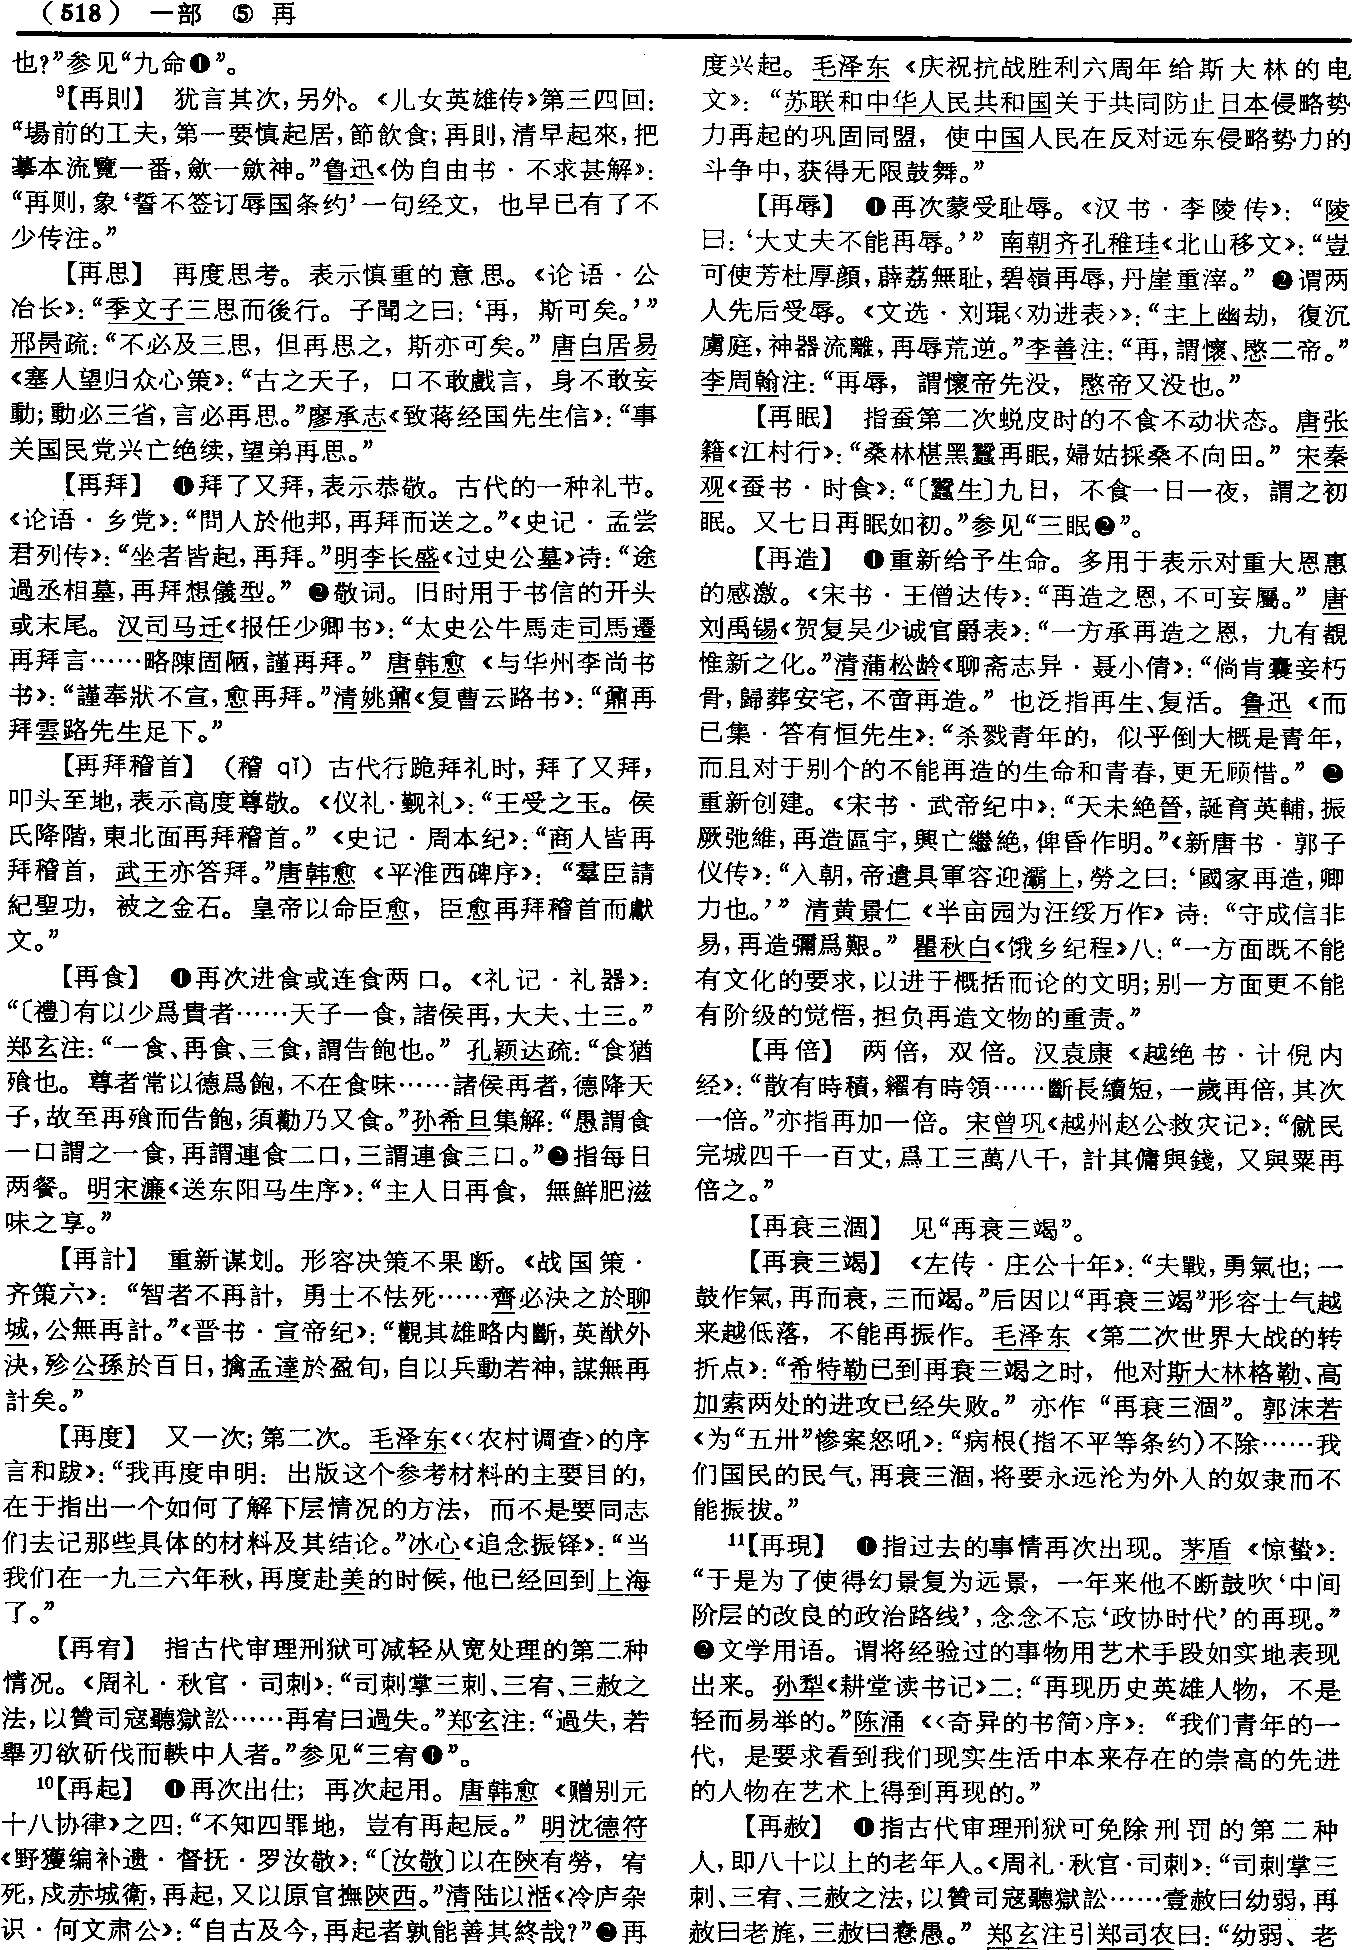 （518） 一部 ⑤ 再
也？”参见“九命❶”。
⁹【再則】 犹言其次，另外。《儿女英雄传》第三四回：
“場前的工夫，第一要慎起居，節飲食；再則，清早起來，把
摹本流覽一番，歛一歛神。”鲁迅《伪自由书·不求甚解》：
“再则，象‘誓不签订辱国条约’一句经文，也早已有了不
少传注。”
【再思】 再度思考。表示慎重的意思。《论语·公
冶长》：“季文子三思而後行。子聞之曰：‘再，斯可矣。’”
邢昺疏：“不必及三思，但再思之，斯亦可矣。”唐白居易
《塞人望归众心策》：“古之天子，口不敢戲言，身不敢妄
動；動必三省，言必再思。”廖承志《致蒋经国先生信》：“事
关国民党兴亡绝续，望弟再思。”
【再拜】 ❶拜了又拜，表示恭敬。古代的一种礼节。
《论语·乡党》：“問人於他邦，再拜而送之。”《史记·孟尝
君列传》：“坐者皆起，再拜。”明李长盛《过史公墓》诗：“途
過丞相墓，再拜想儀型。” ❷敬词。旧时用于书信的开头
或末尾。汉司马迁《报任少卿书》：“太史公牛馬走司馬遷
再拜言……略陳固陋，謹再拜。”唐韩愈《与华州李尚书
书》：“謹奉狀不宣，愈再拜。”清姚鼐《复曹云路书》：“鼐再
拜雲路先生足下。”
【再拜稽首】 （稽 qǐ）古代行跪拜礼时，拜了又拜，
叩头至地，表示高度尊敬。《仪礼·觐礼》：“王受之玉。侯
氏降階，東北面再拜稽首。”《史记·周本纪》：“商人皆再
拜稽首，武王亦答拜。”唐韩愈《平淮西碑序》：“羣臣請
紀聖功，被之金石。皇帝以命臣愈，臣愈再拜稽首而獻
文。”
【再食】 ❶再次进食或连食两口。《礼记·礼器》：
“〔禮〕有以少爲貴者……天子一食，諸侯再，大夫、士三。”
郑玄注：“一食、再食、三食，謂告飽也。”孔颖达疏：“食猶
飱也。尊者常以德爲飽，不在食味……諸侯再者，德降天
子，故至再飱而告飽，須勸乃又食。”孙希旦集解：“愚謂食
一口謂之一食，再謂連食二口，三謂連食三口。”❷指每日
两餐。明宋濂《送东阳马生序》：“主人日再食，無鮮肥滋
味之享。”
【再計】 重新谋划。形容决策不果断。《战国策·
齐策六》：“智者不再計，勇士不怯死……齊必決之於聊
城，公無再計。”《晋书·宣帝纪》：“觀其雄略内斷，英猷外
決，殄公孫於百日，擒孟達於盈旬，自以兵動若神，謀無再
計矣。”
【再度】 又一次；第二次。毛泽东《〈农村调查〉的序
言和跋》：“我再度申明：出版这个参考材料的主要目的，
在于指出一个如何了解下层情况的方法，而不是要同志
们去记那些具体的材料及其结论。”冰心《追念振铎》：“当
我们在一九三六年秋，再度赴美的时候，他已经回到上海
了。”
【再宥】 指古代审理刑狱可减轻从宽处理的第二种
情况。《周礼·秋官·司刺》：“司刺掌三刺、三宥、三赦之
法，以贊司寇聽獄訟……再宥曰過失。”郑玄注：“過失，若
舉刃欲斫伐而軼中人者。”参见“三宥❶”。
¹⁰【再起】 ❶再次出仕；再次起用。唐韩愈《赠别元
十八协律》之四：“不知四罪地，豈有再起辰。”明沈德符
《野獲编补遗·督抚·罗汝敬》：“〔汝敬〕以在陝有勞，宥
死，戍赤城衛，再起，又以原官撫陝西。”清陆以湉《冷庐杂
识·何文肃公》：“自古及今，再起者孰能善其終哉？”❷再
度兴起。毛泽东《庆祝抗战胜利六周年给斯大林的电
文》：“苏联和中华人民共和国关于共同防止日本侵略势
力再起的巩固同盟，使中国人民在反对远东侵略势力的
斗争中，获得无限鼓舞。”
【再辱】 ❶再次蒙受耻辱。《汉书·李陵传》：“陵
曰：‘大丈夫不能再辱。’”南朝齐孔稚珪《北山移文》：“豈
可使芳杜厚顏，薜荔無耻，碧嶺再辱，丹崖重滓。” ❷谓两
人先后受辱。《文选·刘琨〈劝进表〉》：“主上幽劫，復沉
虜庭，神器流離，再辱荒逆。”李善注：“再，謂懷、愍二帝。”
李周翰注：“再辱，謂懷帝先没，愍帝又没也。”
【再眠】 指蚕第二次蜕皮时的不食不动状态。唐张
籍《江村行》：“桑林椹黑蠶再眠，婦姑採桑不向田。”宋秦
观《蚕书·时食》：“〔蠶生〕九日，不食一日一夜，謂之初
眠。又七日再眠如初。”参见“三眠❷”。
【再造】 ❶重新给予生命。多用于表示对重大恩惠
的感激。《宋书·王僧达传》：“再造之恩，不可妄屬。”唐
刘禹锡《贺复吴少诚官爵表》：“一方承再造之恩，九有覩
惟新之化。”清蒲松龄《聊斋志异·聂小倩》：“倘肯囊妾朽
骨，歸葬安宅，不啻再造。”也泛指再生、复活。鲁迅《而
已集·答有恒先生》：“杀戮青年的，似乎倒大概是青年，
而且对于别个的不能再造的生命和青春，更无顾惜。” ❷
重新创建。《宋书·武帝纪中》：“天未絶晉，誕育英輔，振
厥弛維，再造區宇，興亡繼絶，俾昏作明。”《新唐书·郭子
仪传》：“入朝，帝遣具軍容迎灞上，勞之曰：‘國家再造，卿
力也。’”清黄景仁《半亩园为汪绥万作》诗：“守成信非
易，再造彌爲艱。”瞿秋白《饿乡纪程》八：“一方面既不能
有文化的要求，以进于概括而论的文明；别一方面更不能
有阶级的觉悟，担负再造文物的重责。”
【再倍】 两倍，双倍。汉袁康《越绝书·计倪内
经》：“散有時積，糴有時領……斷長續短，一歲再倍，其次
一倍。”亦指再加一倍。宋曾巩《越州赵公救灾记》：“僦民
完城四千一百丈，爲工三萬八千，計其傭與錢，又與粟再
倍之。”
【再衰三涸】 见“再衰三竭”。
【再衰三竭】 《左传·庄公十年》：“夫戰，勇氣也；一
鼓作氣，再而衰，三而竭。”后因以“再衰三竭”形容士气越
来越低落，不能再振作。毛泽东《第二次世界大战的转
折点》：“希特勒已到再衰三竭之时，他对斯大林格勒、高
加索两处的进攻已经失败。”亦作“再衰三涸”。郭沫若
《为“五卅”惨案怒吼》：“病根(指不平等条约)不除……我
们国民的民气，再衰三涸，将要永远沦为外人的奴隶而不
能振拔。”
¹¹【再現】 ❶指过去的事情再次出现。茅盾《惊蛰》：
“于是为了使得幻景复为远景，一年来他不断鼓吹‘中间
阶层的改良的政治路线’，念念不忘‘政协时代’的再现。”
❷文学用语。谓将经验过的事物用艺术手段如实地表现
出来。孙犁《耕堂读书记》二：“再现历史英雄人物，不是
轻而易举的。”陈涌《〈奇异的书简〉序》：“我们青年的一
代，是要求看到我们现实生活中本来存在的崇高的先进
的人物在艺术上得到再现的。”
【再赦】 ❶指古代审理刑狱可免除刑罚的第二种
人，即八十以上的老年人。《周礼·秋官·司刺》：“司刺掌三
刺、三宥、三赦之法，以贊司寇聽獄訟……壹赦曰幼弱，再
赦曰老旄，三赦曰惷愚。”郑玄注引郑司农曰：“幼弱、老